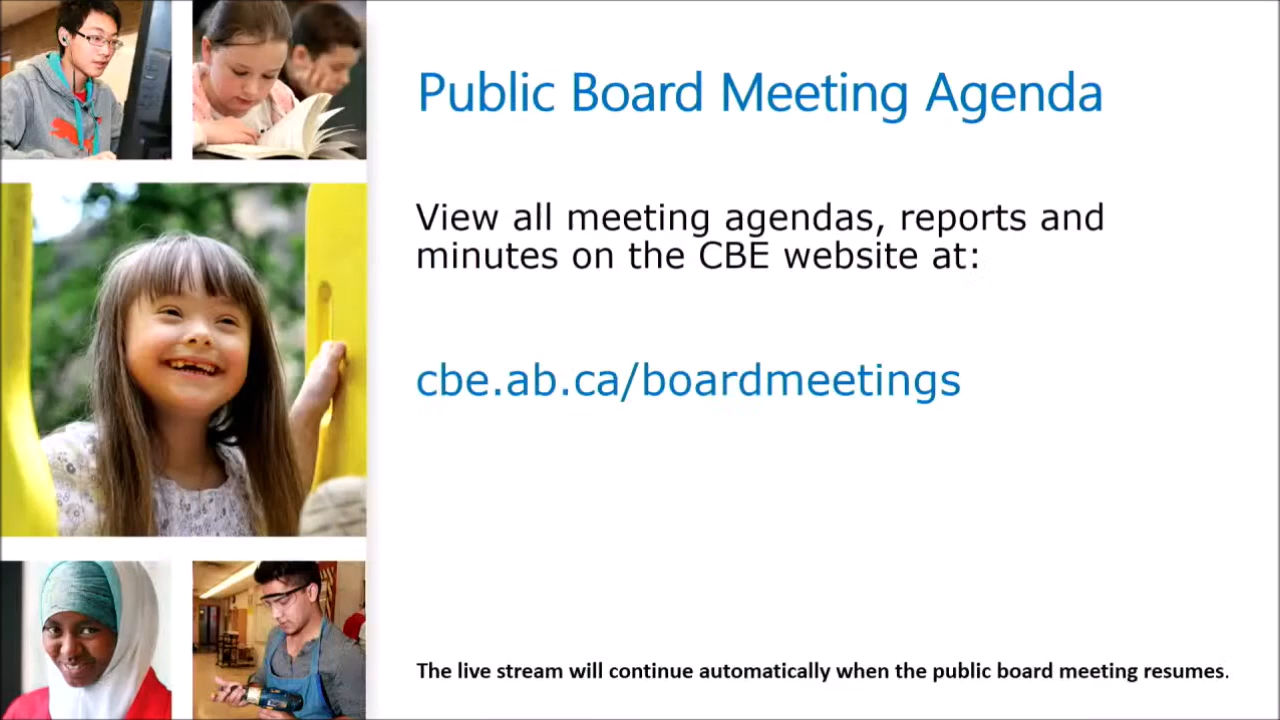 Public Board Meeting Agenda
View all meeting agendas, reports and
minutes on the CBE website at:
cbe.ab.ca/boardmeetings
The live stream will continue automatically when the public board meeting resumes.